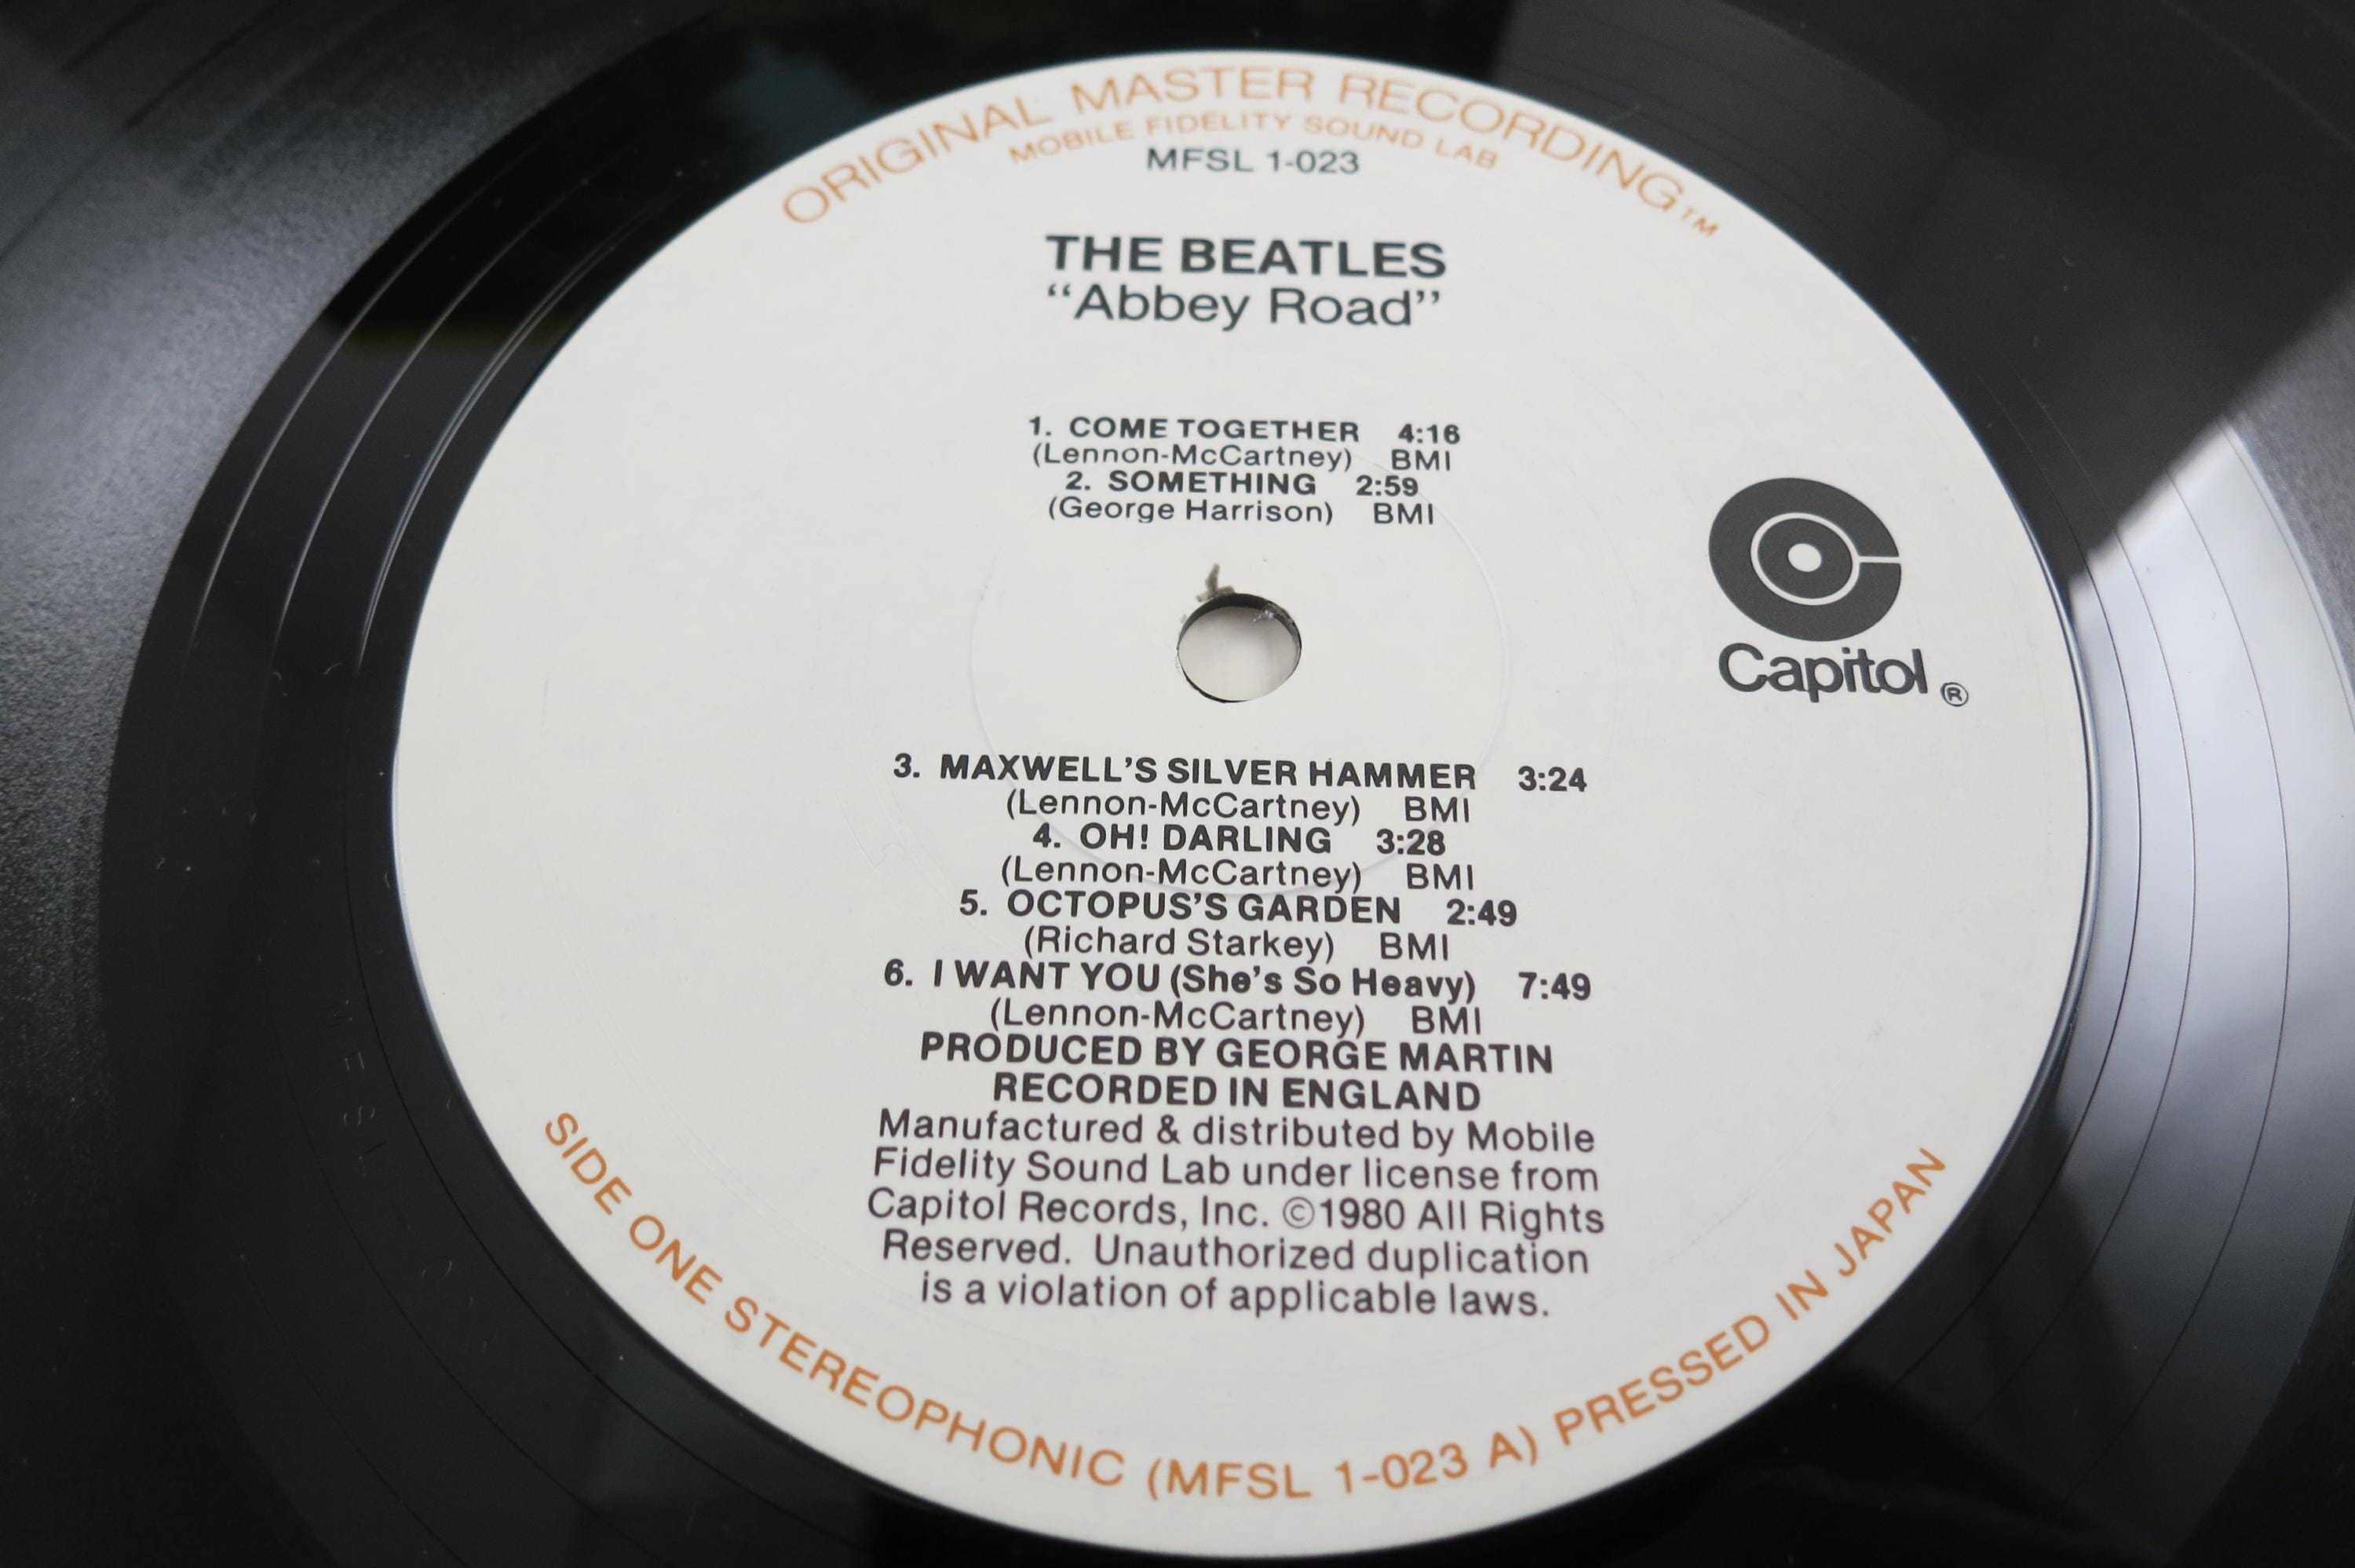 ORIGINAL MASTER RECORDING™
MOBILE FIDELITY SOUND LAB
MFSL 1-023
THE BEATLES
“Abbey Road”
1. COME TOGETHER 4:16
(Lennon-McCartney) BMI
2. SOMETHING 2:59
(George Harrison) BMI
Capitol ®
3. MAXWELL’S SILVER HAMMER 3:24
(Lennon-McCartney) BMI
4. OH! DARLING 3:28
(Lennon-McCartney) BMI
5. OCTOPUS’S GARDEN 2:49
(Richard Starkey) BMI
6. I WANT YOU (She’s So Heavy) 7:49
(Lennon-McCartney) BMI
PRODUCED BY GEORGE MARTIN
RECORDED IN ENGLAND
Manufactured & distributed by Mobile
Fidelity Sound Lab under license from
Capitol Records, Inc. ©1980 All Rights
Reserved. Unauthorized duplication
is a violation of applicable laws.
SIDE ONE STEREOPHONIC (MFSL 1-023 A) PRESSED IN JAPAN